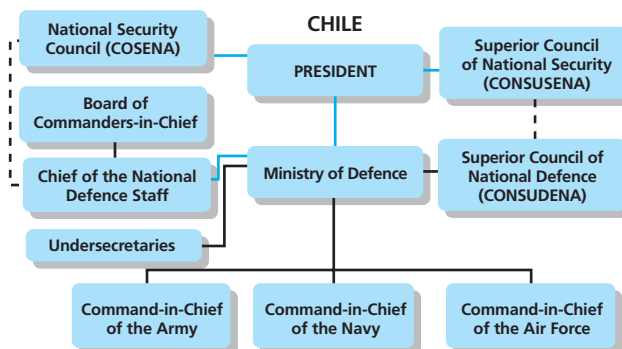 CHILE
National Security
Council (COSENA)
PRESIDENT
Superior Council
of National Security
(CONSUSENA)
Board of
Commanders-in-Chief
Chief of the National
Defence Staff
Ministry of Defence
Superior Council of
National Defence
(CONSUDENA)
Undersecretaries
Command-in-Chief
of the Army
Command-in-Chief
of the Navy
Command-in-Chief
of the Air Force